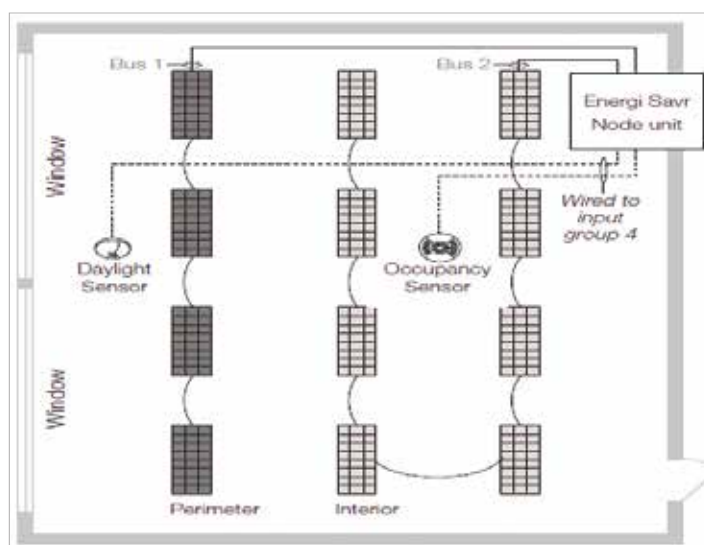 Bus 1
Bus 2
Energi Savr
Node unit
Window
Wired to
input
group 4
Daylight
Sensor
Occupancy
Sensor
Window
Perimeter
Interior